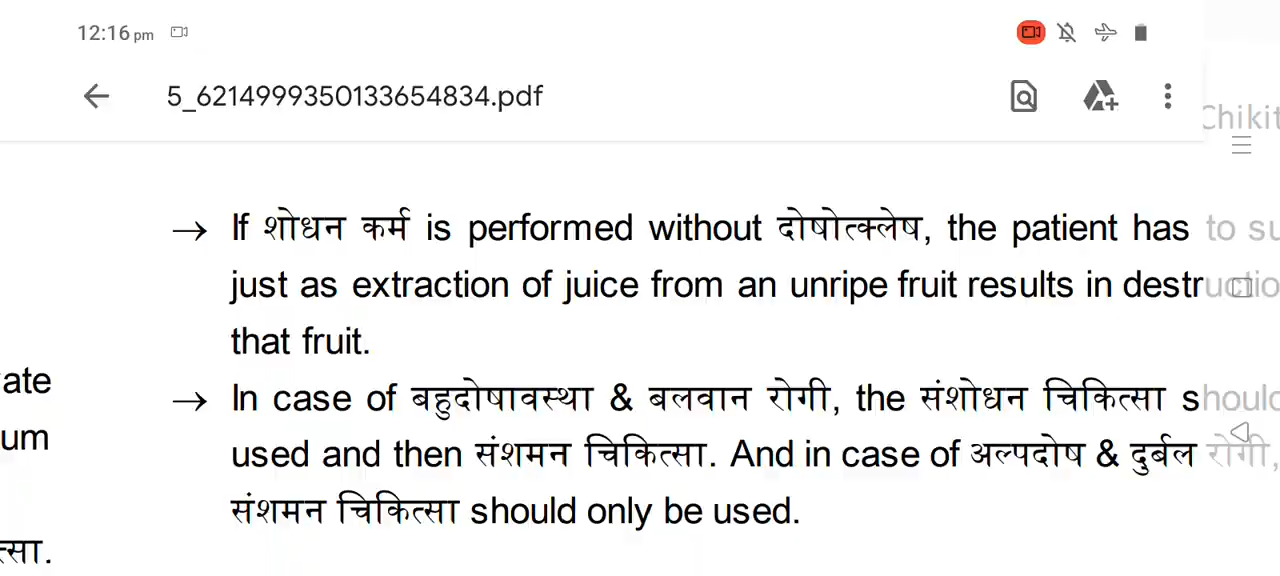 12:16 pm
5_6214999350133654834.pdf
Chikit
→ If शोधन कर्म is performed without दोषोत्क्लेष, the patient has to su
just as extraction of juice from an unripe fruit results in destructio
that fruit.
ate
→ In case of बहुदोषावस्था & बलवान रोगी, the संशोधन चिकित्सा should
um
used and then संशमन चिकित्सा. And in case of अल्पदोष & दुर्बल रोगी,
संशमन चिकित्सा should only be used.
त्सा.